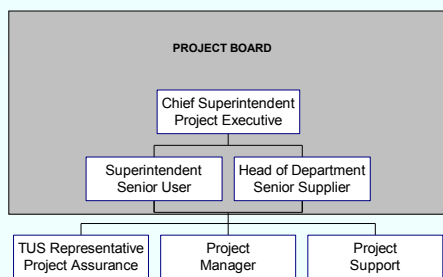 PROJECT BOARD
Chief Superintendent
Project Executive
Superintendent
Senior User
Head of Department
Senior Supplier
TUS Representative
Project Assurance
Project
Manager
Project
Support